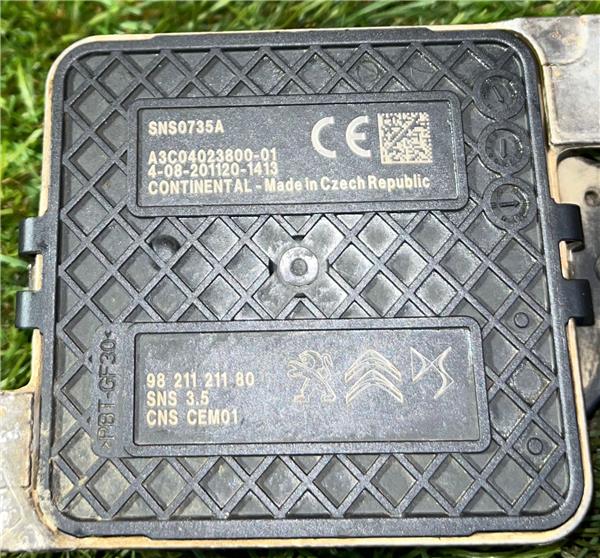 SNS0735A
CE
A3C04023800-01
4-08-201120-1413
CONTINENTAL - Made in Czech Republic
>PBT-GF30<
98 211 211 80
SNS 3.5
CNS CEM01
DS